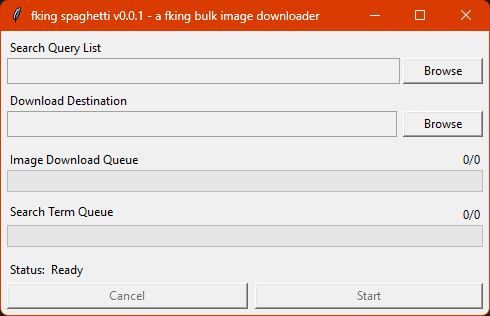 fking spaghetti v0.0.1 - a fking bulk image downloader
Search Query List
Browse
Download Destination
Browse
Image Download Queue 0/0
Search Term Queue 0/0
Status: Ready
Cancel Start